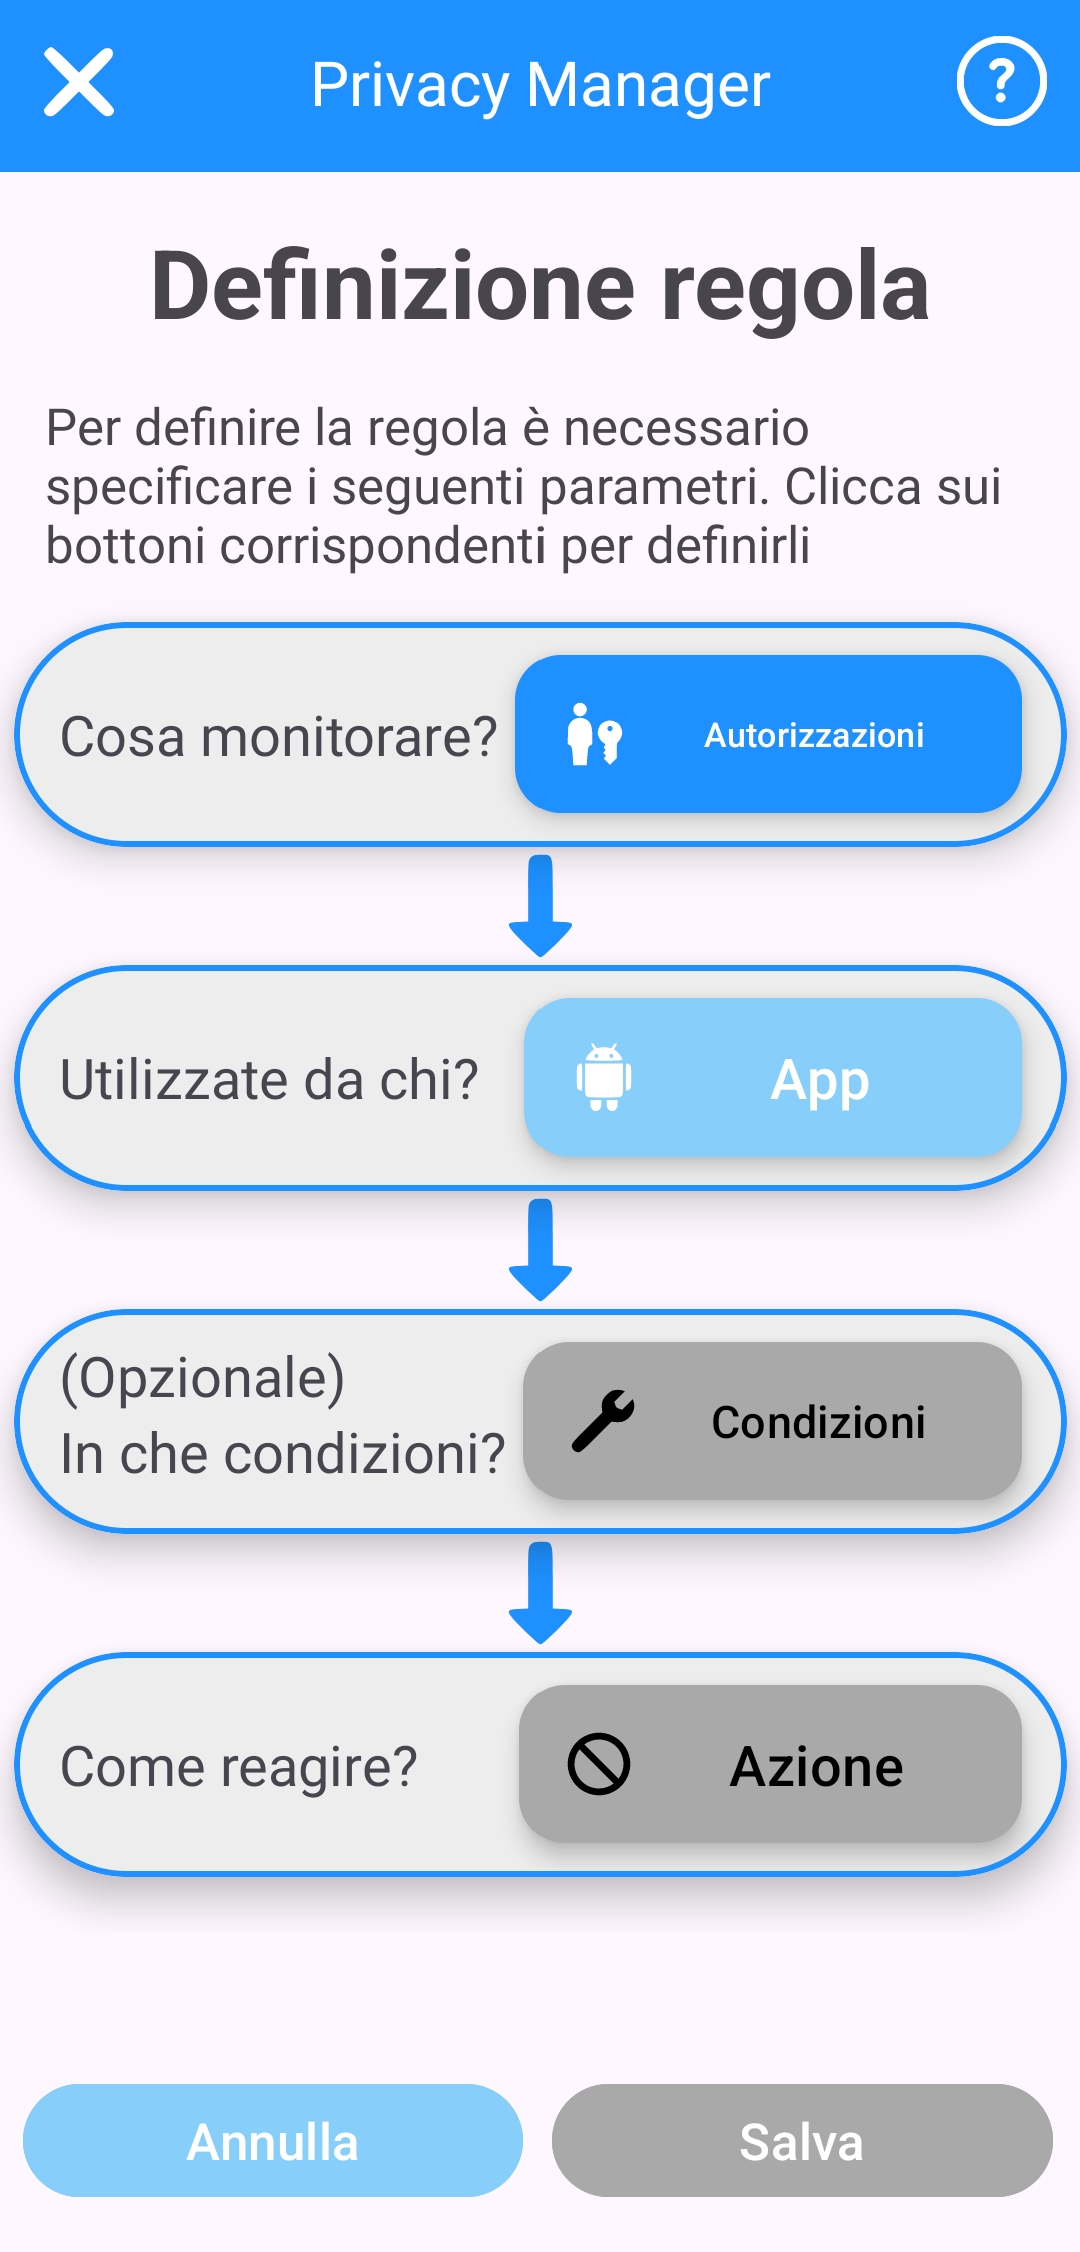 Privacy Manager
Definizione regola
Per definire la regola è necessario
specificare i seguenti parametri. Clicca sui
bottoni corrispondenti per definirli
Cosa monitorare?
Autorizzazioni
Utilizzate da chi?
App
(Opzionale)
In che condizioni?
Condizioni
Come reagire?
Azione
Annulla
Salva